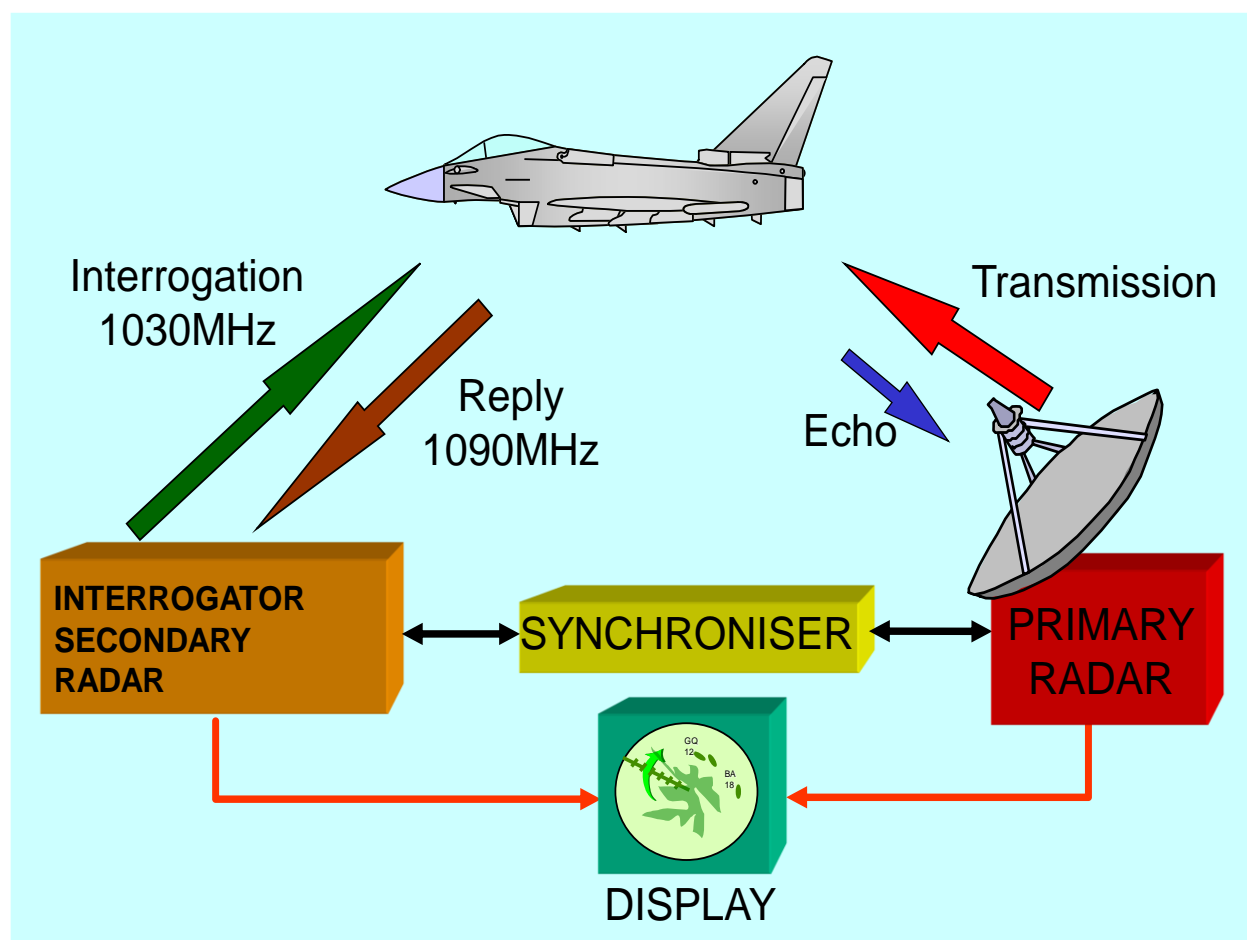 Interrogation
1030MHz
Transmission
Reply
1090MHz
Echo
INTERROGATOR
SECONDARY
RADAR
SYNCHRONISER
PRIMARY
RADAR
GQ
12
BA
18
DISPLAY